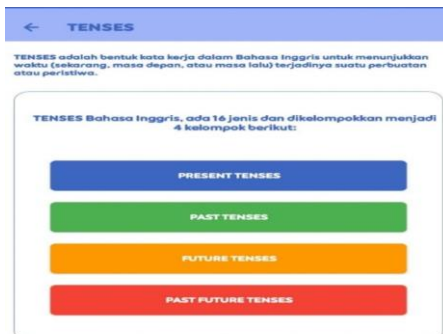 TENSES
TENSES adalah bentuk kata kerja dalam Bahasa Inggris untuk menunjukkan
waktu (sekarang, masa depan, atau masa lalu) terjadinya suatu perbuatan
atau peristiwa.
TENSES Bahasa Inggris, ada 16 jenis dan dikelompokkan menjadi
4 kelompok berikut:
PRESENT TENSES
PAST TENSES
FUTURE TENSES
PAST FUTURE TENSES